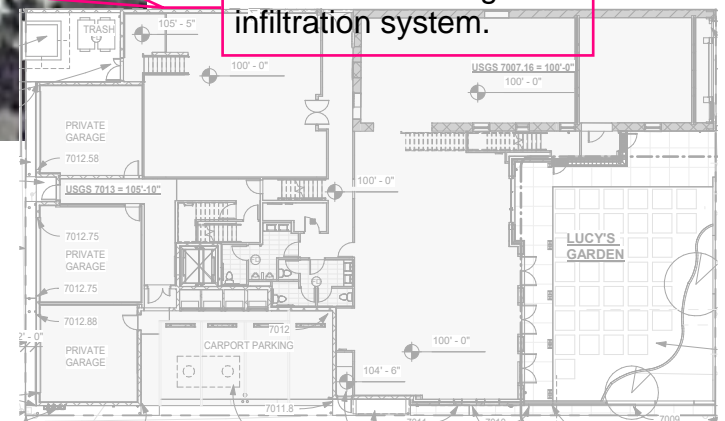 infiltration system.
TRASH
105' - 5"
100' - 0"
USGS 7007.16 = 100'-0"
100' - 0"
PRIVATE
GARAGE
7012.58
USGS 7013 = 105'-10"
100' - 0"
7012.75
PRIVATE
GARAGE
7012.75
LUCY'S
GARDEN
7012.88
PRIVATE
GARAGE
7012
CARPORT PARKING
100' - 0"
104' - 6"
7011.8
7011
7010
7009